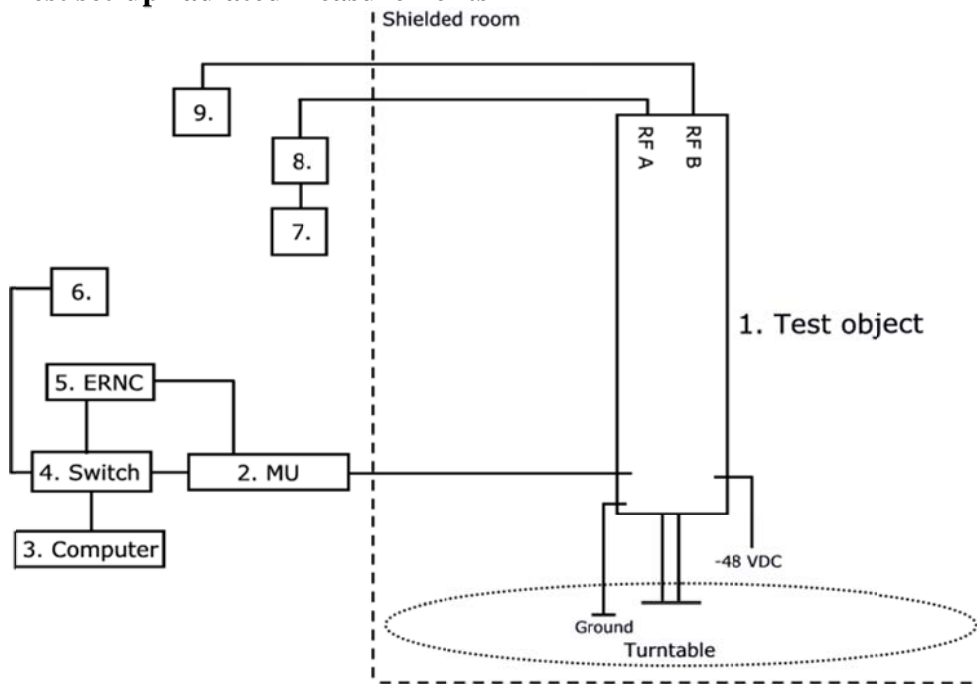 Shielded room
9.
8.
7.
RF A
RF B
6.
1. Test object
5. ERNC
4. Switch
2. MU
3. Computer
-48 VDC
Ground
Turntable